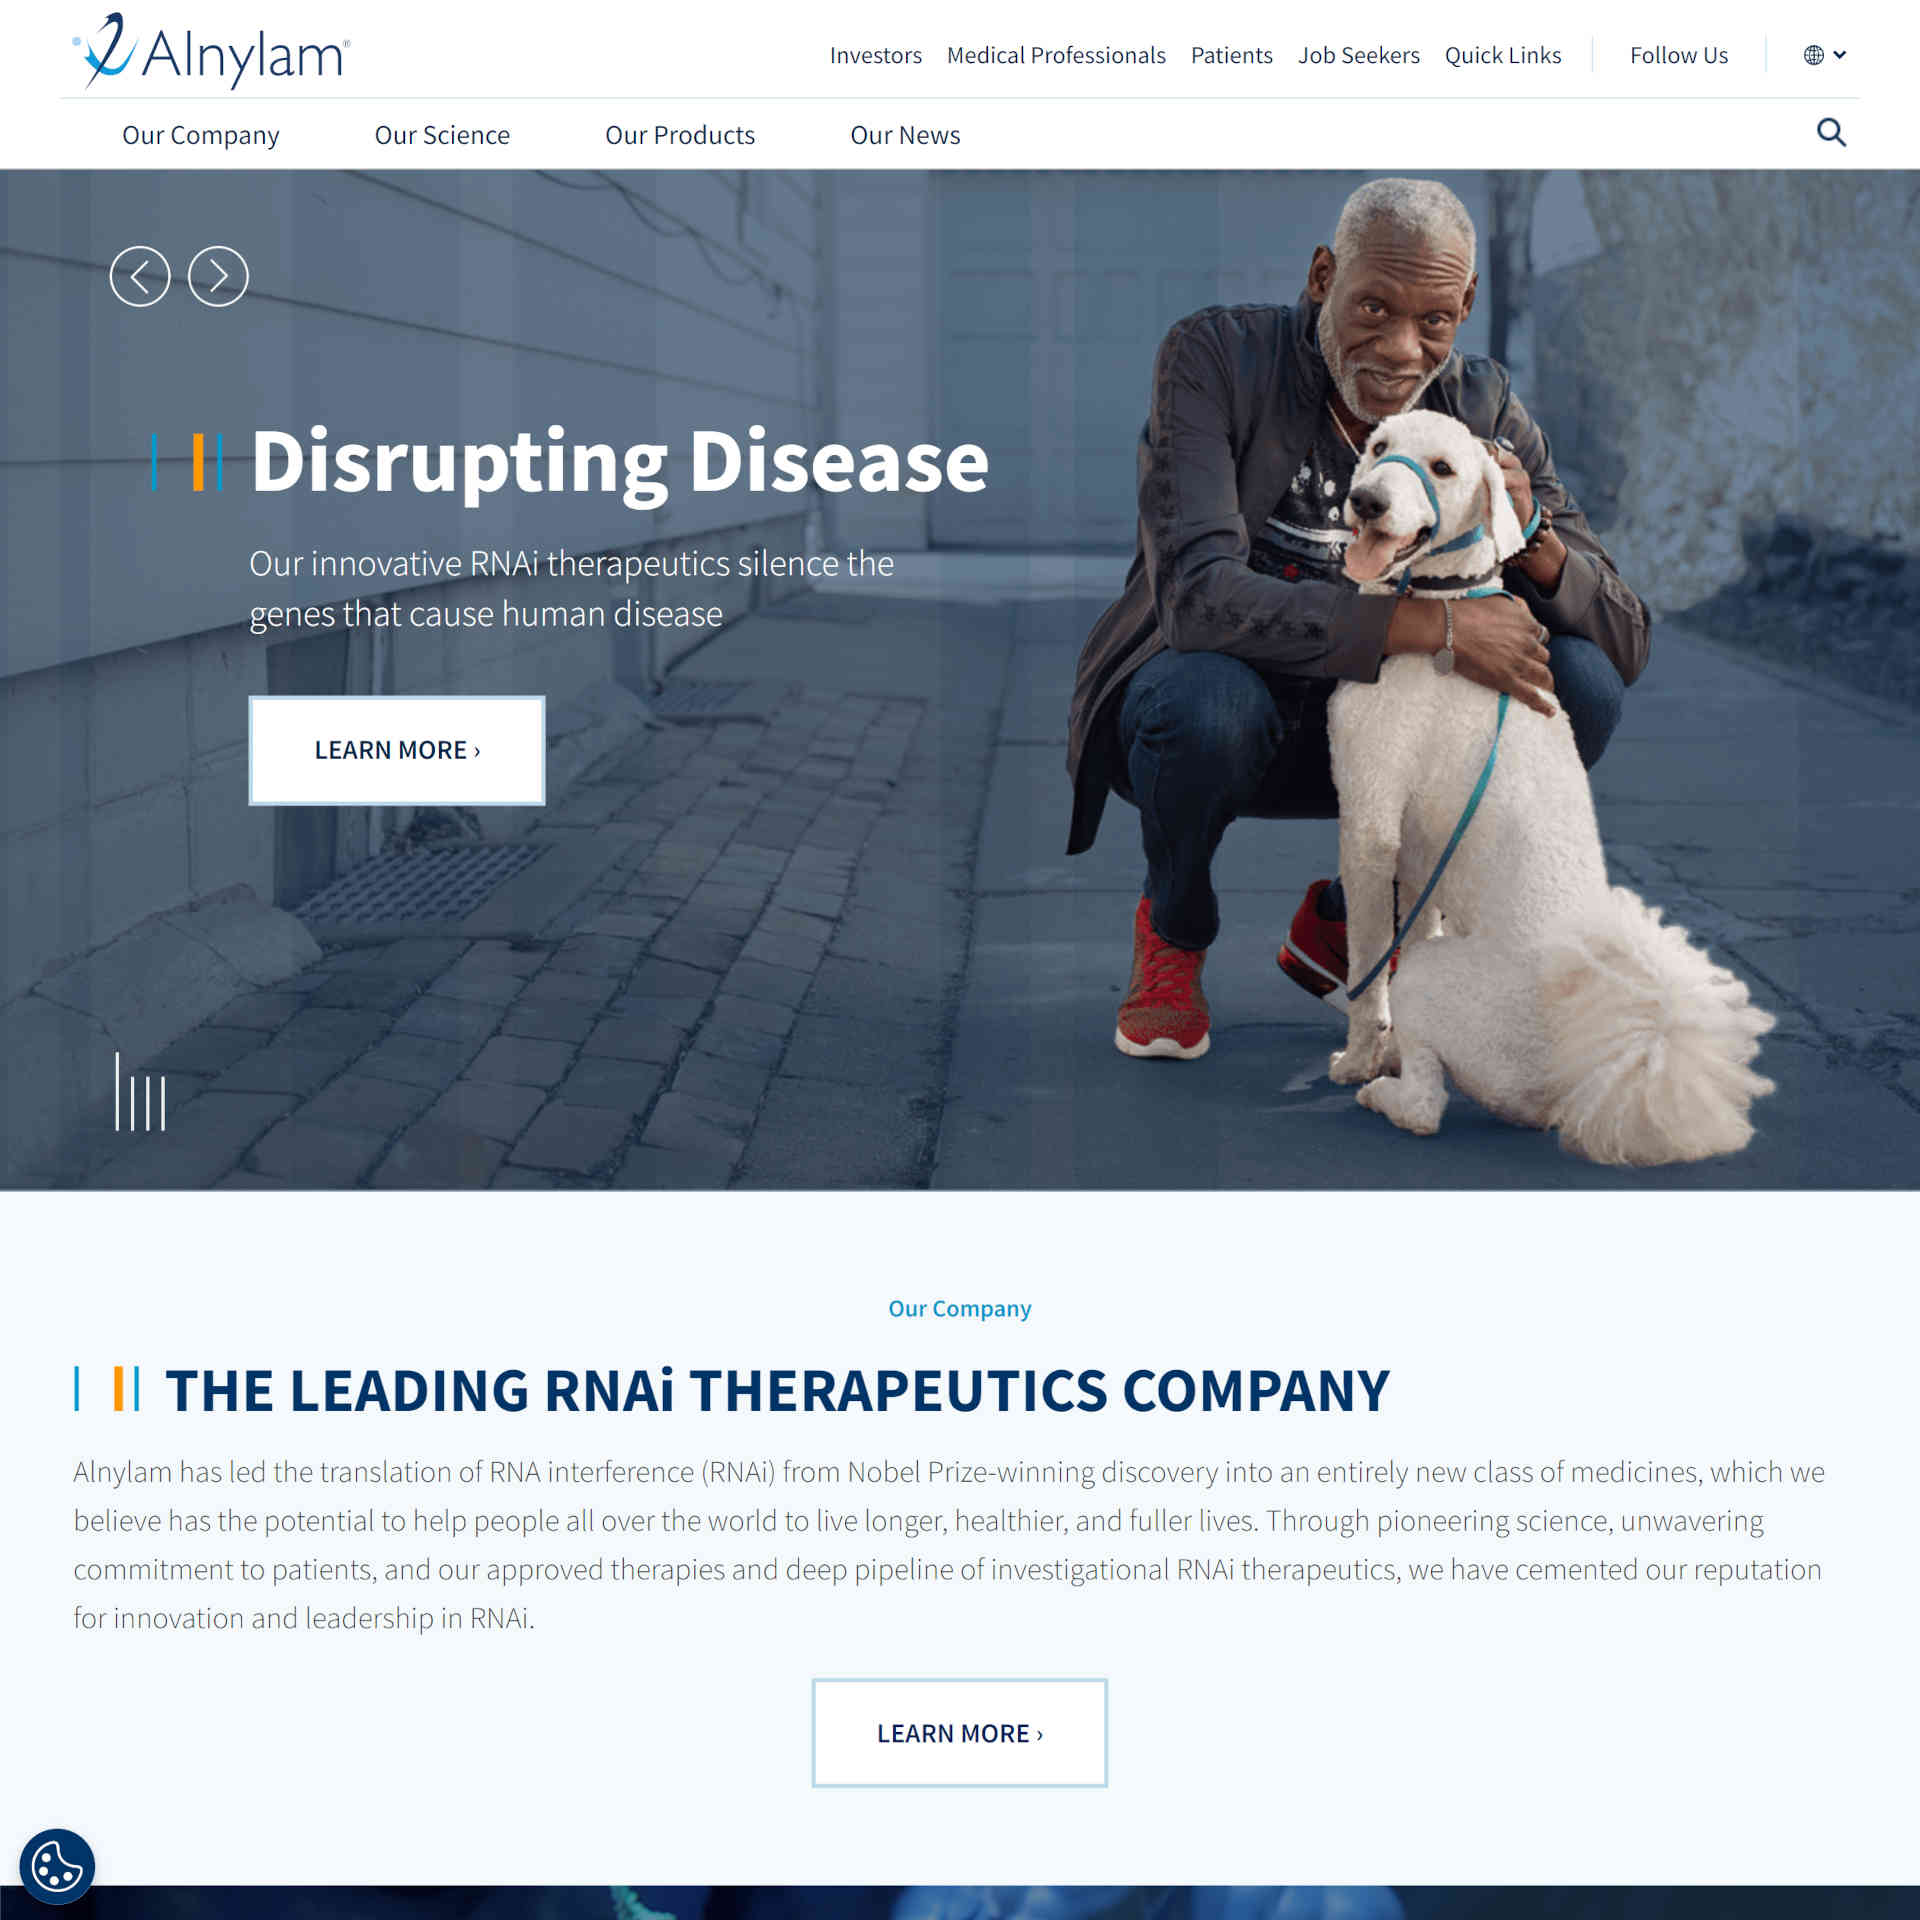 Alnylam®
Investors Medical Professionals Patients Job Seekers Quick Links Follow Us
Our Company Our Science Our Products Our News
Disrupting Disease
Our innovative RNAi therapeutics silence the
genes that cause human disease
LEARN MORE ›
Our Company
THE LEADING RNAi THERAPEUTICS COMPANY
Alnylam has led the translation of RNA interference (RNAi) from Nobel Prize-winning discovery into an entirely new class of medicines, which we
believe has the potential to help people all over the world to live longer, healthier, and fuller lives. Through pioneering science, unwavering
commitment to patients, and our approved therapies and deep pipeline of investigational RNAi therapeutics, we have cemented our reputation
for innovation and leadership in RNAi.
LEARN MORE ›